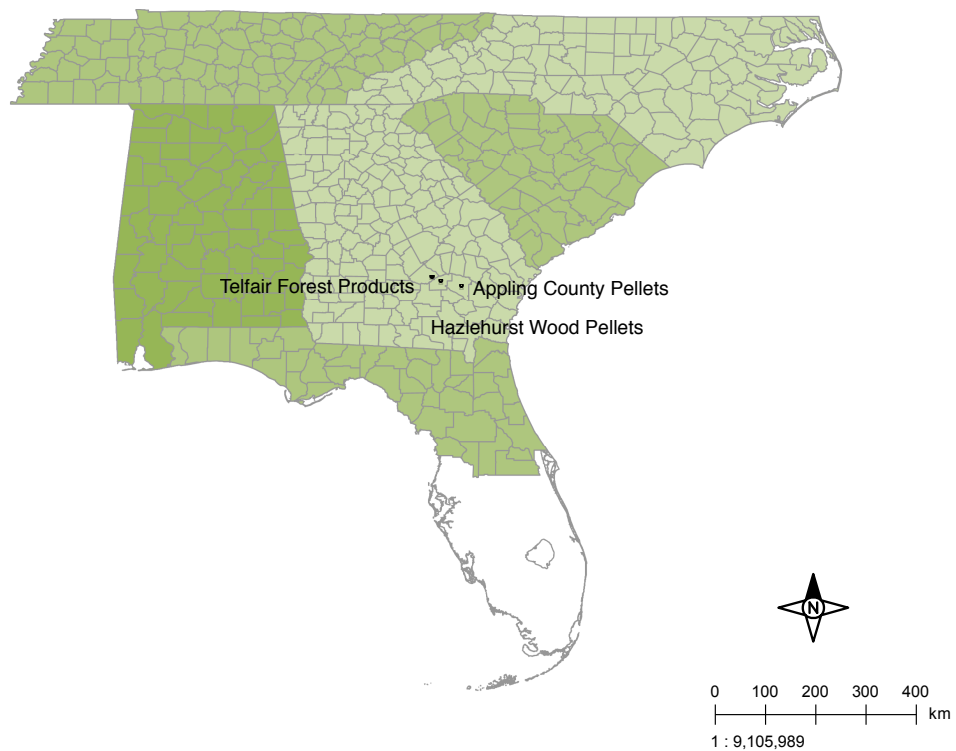 Telfair Forest Products
Appling County Pellets
Hazlehurst Wood Pellets
N
0 100 200 300 400
km
1 : 9,105,989